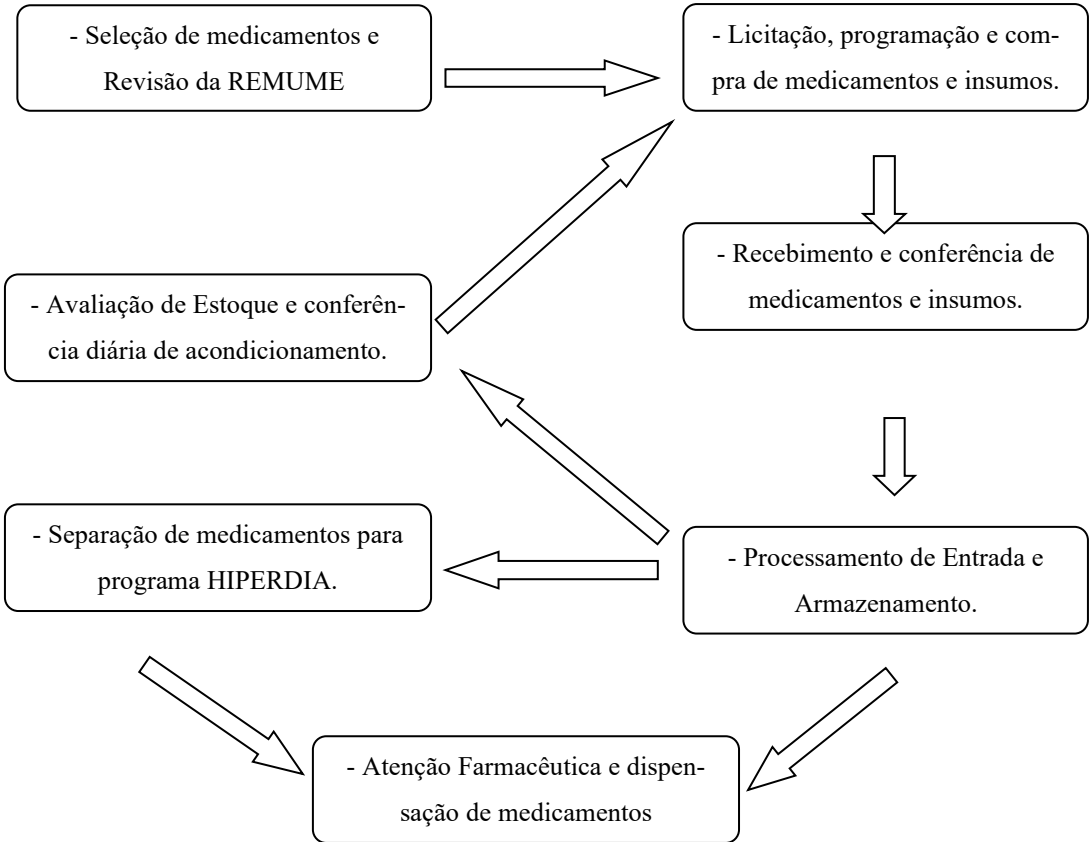 - Seleção de medicamentos e
Revisão da REMUME
- Licitação, programação e com-
pra de medicamentos e insumos.
- Recebimento e conferência de
medicamentos e insumos.
- Avaliação de Estoque e conferên-
cia diária de acondicionamento.
- Separação de medicamentos para
programa HIPERDIA.
- Processamento de Entrada e
Armazenamento.
- Atenção Farmacêutica e dispen-
sação de medicamentos